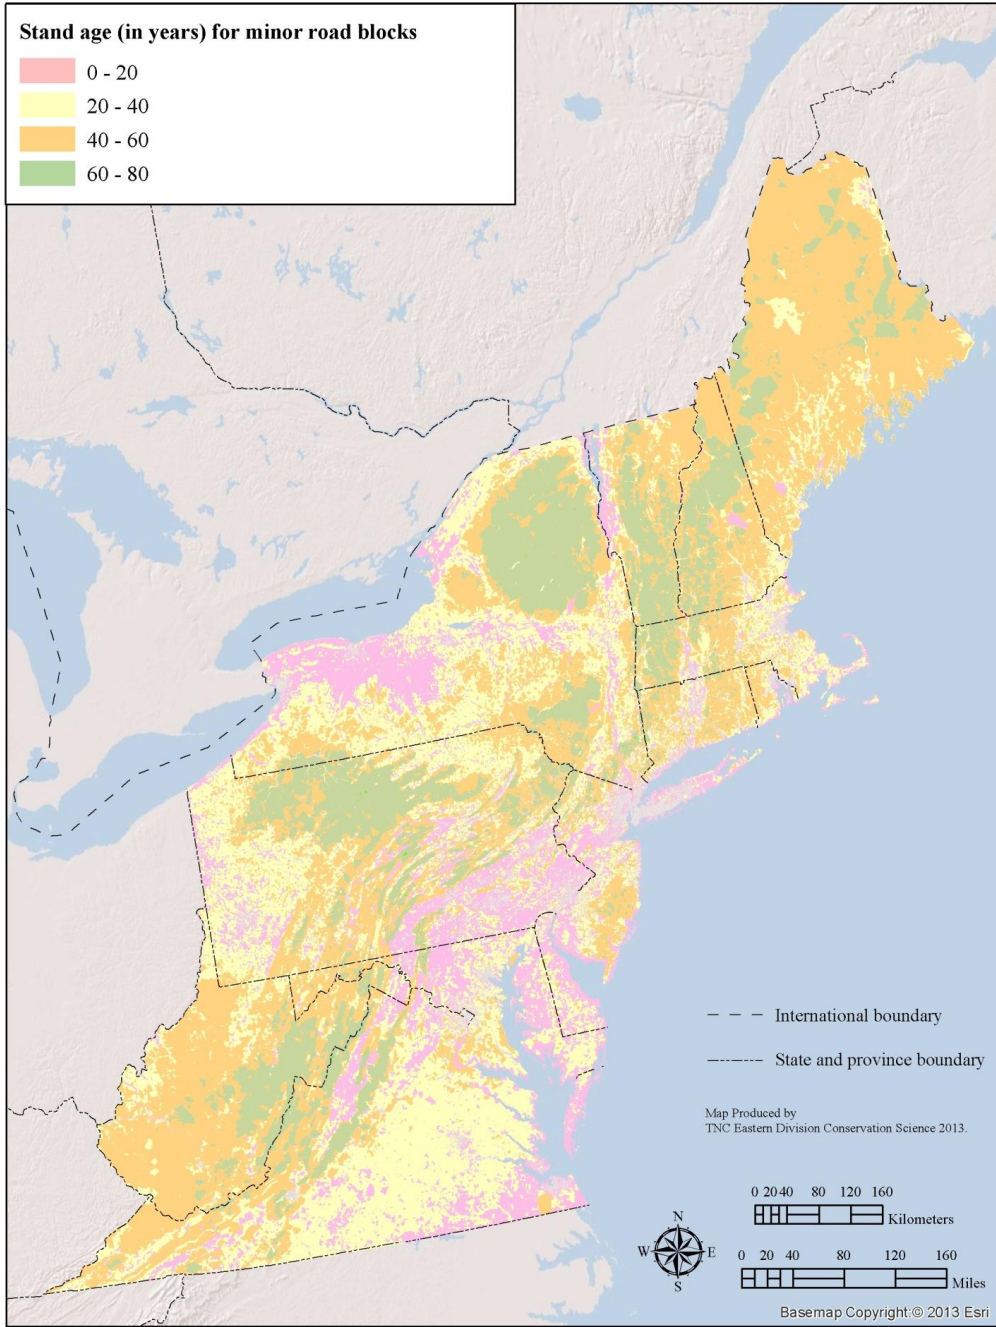 Stand age (in years) for minor road blocks
0 - 20
20 - 40
40 - 60
60 - 80
International boundary
State and province boundary
Map Produced by
TNC Eastern Division Conservation Science 2013.
0 20 40 80 120 160
Kilometers
N
W E
S
0 20 40 80 120 160
Miles
Basemap Copyright:© 2013 Esri